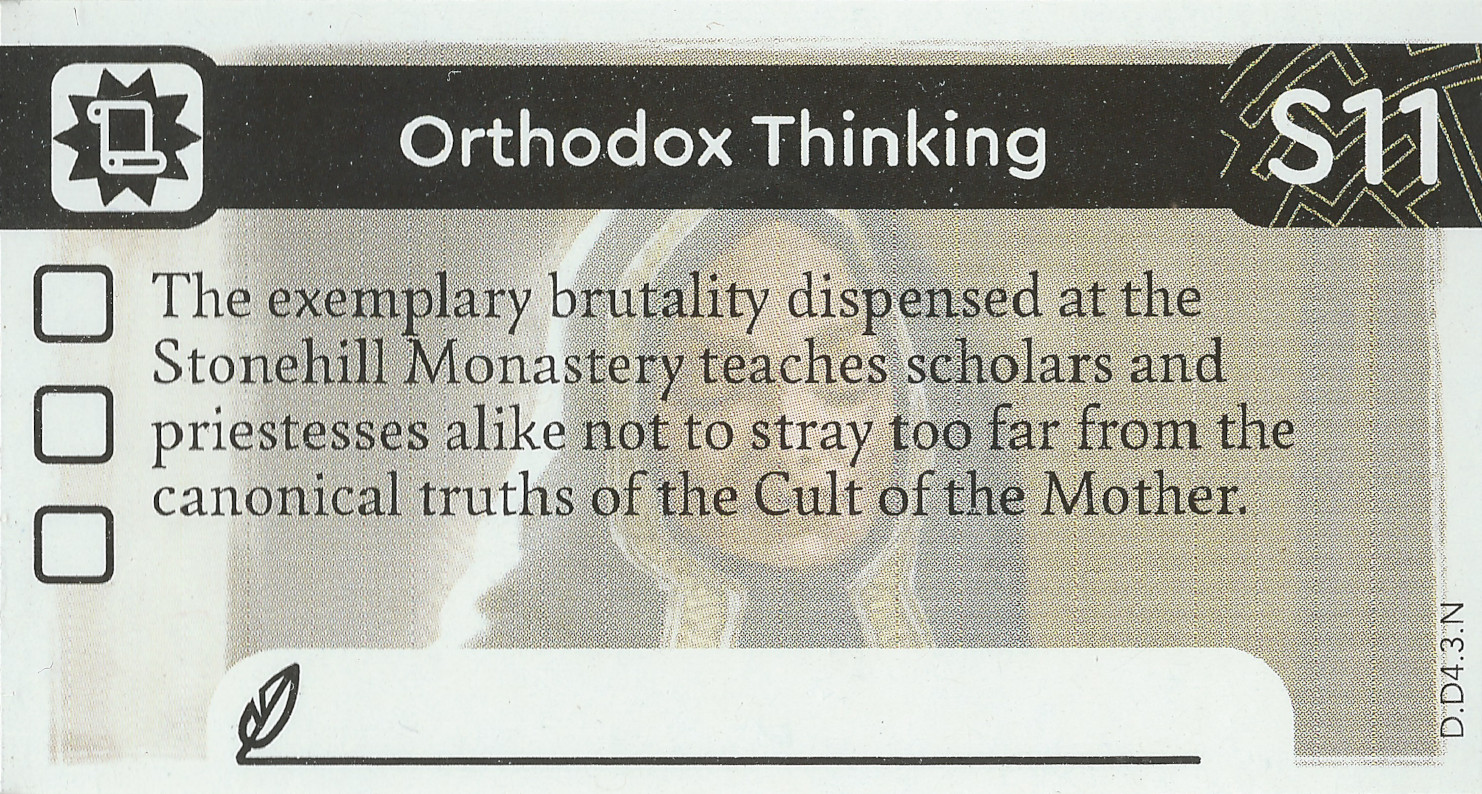 Orthodox Thinking
S11
The exemplary brutality dispensed at the
Stonehill Monastery teaches scholars and
priestesses alike not to stray too far from the
canonical truths of the Cult of the Mother.
D.D4.3.N